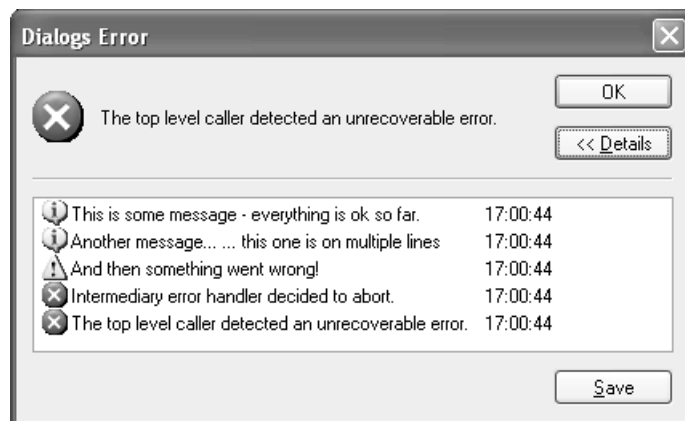 Dialogs Error
OK
The top level caller detected an unrecoverable error.
<< Details
This is some message - everything is ok so far. 17:00:44
Another message... ... this one is on multiple lines 17:00:44
And then something went wrong! 17:00:44
Intermediary error handler decided to abort. 17:00:44
The top level caller detected an unrecoverable error. 17:00:44
Save